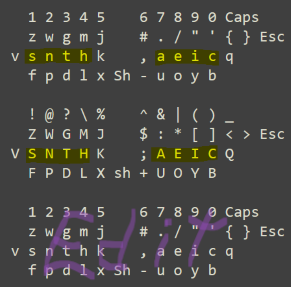 1 2 3 4 5 6 7 8 9 0 Caps
z w g m j # . / " ' { } Esc
v s n t h k , a e i c q
f p d l x Sh - u o y b
! @ ? \ % ^ & | ( ) _
Z W G M J $ : * [ ] < > Esc
V S N T H K ; A E I C Q
F P D L X sh + U O Y B
1 2 3 4 5 6 7 8 9 0 Caps
z w g m j # . / " ' { } Esc
v s n t h k , a e i c q
f p d l x Sh - u o y b
Edit